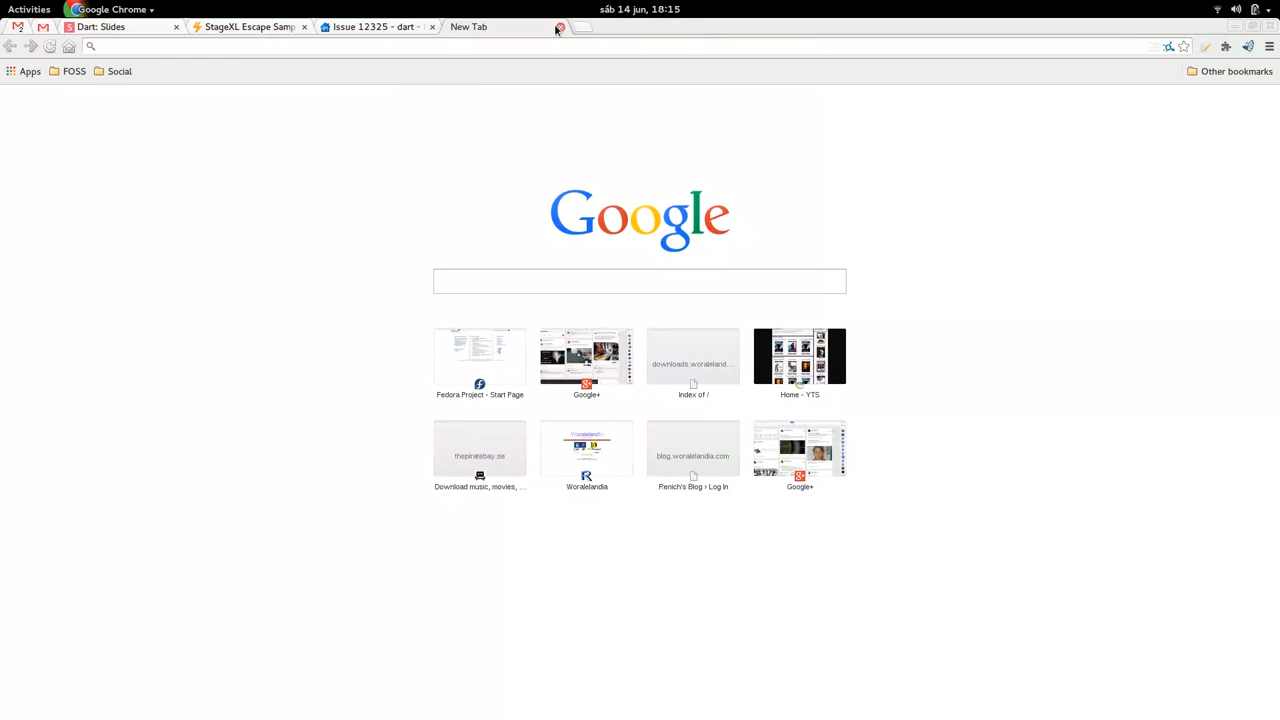 Activities Google Chrome sáb 14 jun, 18:15
Dart: Slides StageXL Escape Samp Issue 12325 - dart - New Tab
Apps FOSS Social Other bookmarks
Google
downloads.woraleland...
Fedora Project - Start Page Google+ Index of / Home - YTS
thepiratebay.se blog.woralelandia.com
Download music, movies, ... Woralelandia Renich's Blog › Log In Google+